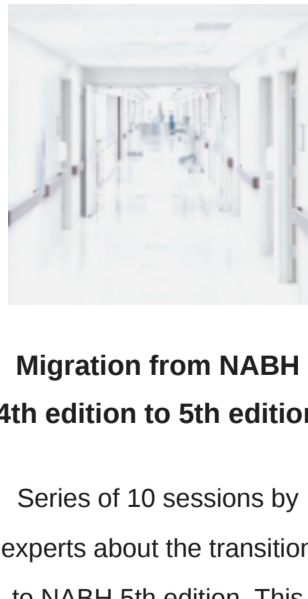 Migration from NABH
4th edition to 5th edition
Series of 10 sessions by
experts about the transition
to NABH 5th edition. This